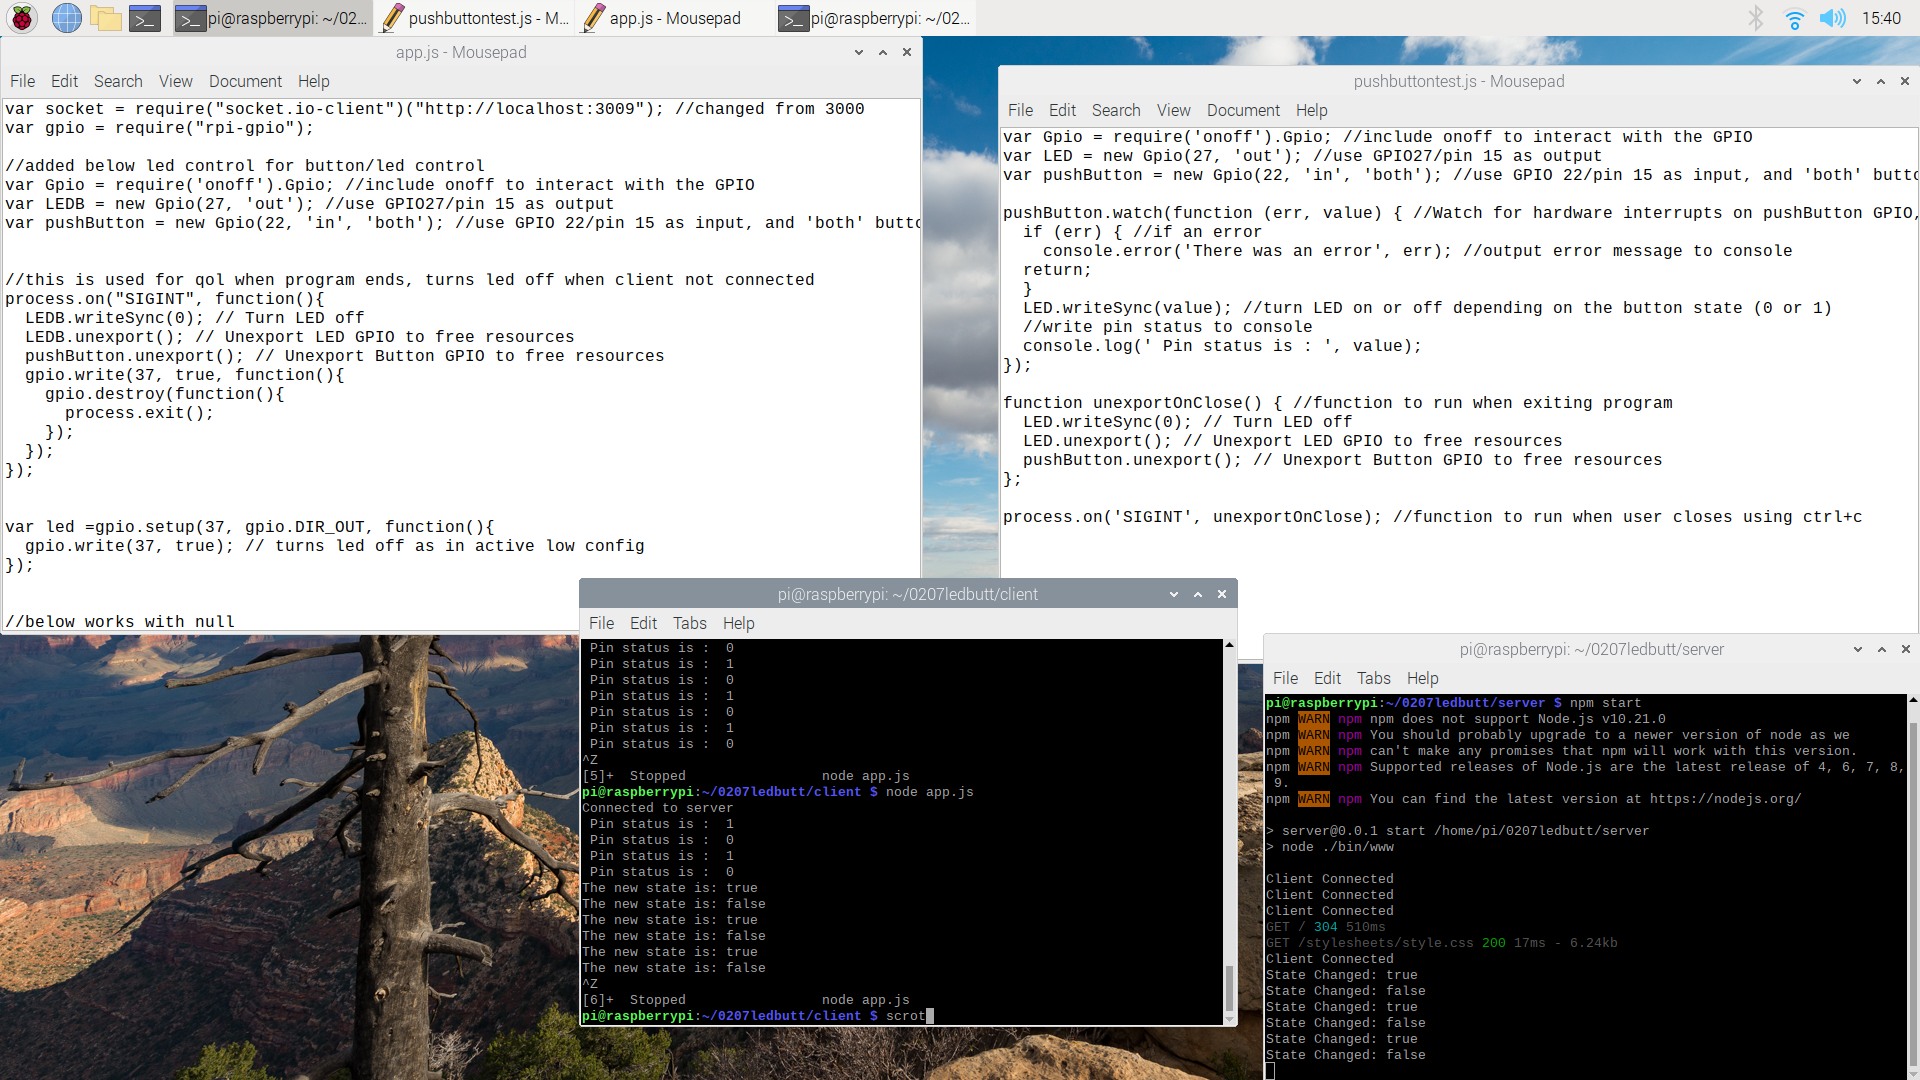 pi@raspberrypi: ~/02...
pushbuttontest.js - M...
app.js - Mousepad
pi@raspberrypi: ~/02...
15:40
app.js - Mousepad
File Edit Search View Document Help
var socket = require("socket.io-client")("http://localhost:3009"); //changed from 3000
var gpio = require("rpi-gpio");
//added below led control for button/led control
var Gpio = require('onoff').Gpio; //include onoff to interact with the GPIO
var LEDB = new Gpio(27, 'out'); //use GPIO27/pin 15 as output
var pushButton = new Gpio(22, 'in', 'both'); //use GPIO 22/pin 15 as input, and 'both' butto
//this is used for qol when program ends, turns led off when client not connected
process.on("SIGINT", function(){
  LEDB.writeSync(0); // Turn LED off
  LEDB.unexport(); // Unexport LED GPIO to free resources
  pushButton.unexport(); // Unexport Button GPIO to free resources
  gpio.write(37, true, function(){
    gpio.destroy(function(){
      process.exit();
    });
  });
});
var led =gpio.setup(37, gpio.DIR_OUT, function(){
  gpio.write(37, true); // turns led off as in active low config
});
//below works with null
pushbuttontest.js - Mousepad
File Edit Search View Document Help
var Gpio = require('onoff').Gpio; //include onoff to interact with the GPIO
var LED = new Gpio(27, 'out'); //use GPIO27/pin 15 as output
var pushButton = new Gpio(22, 'in', 'both'); //use GPIO 22/pin 15 as input, and 'both' butto
pushButton.watch(function (err, value) { //Watch for hardware interrupts on pushButton GPIO,
  if (err) { //if an error
    console.error('There was an error', err); //output error message to console
  return;
  }
  LED.writeSync(value); //turn LED on or off depending on the button state (0 or 1)
  //write pin status to console
  console.log(' Pin status is : ', value);
});
function unexportOnClose() { //function to run when exiting program
  LED.writeSync(0); // Turn LED off
  LED.unexport(); // Unexport LED GPIO to free resources
  pushButton.unexport(); // Unexport Button GPIO to free resources
};
process.on('SIGINT', unexportOnClose); //function to run when user closes using ctrl+c
pi@raspberrypi: ~/0207ledbutt/client
File Edit Tabs Help
 Pin status is :  0
 Pin status is :  1
 Pin status is :  0
 Pin status is :  1
 Pin status is :  0
 Pin status is :  1
 Pin status is :  0
^Z
[5]+  Stopped                 node app.js
pi@raspberrypi:~/0207ledbutt/client $ node app.js
Connected to server
 Pin status is :  1
 Pin status is :  0
 Pin status is :  1
 Pin status is :  0
The new state is: true
The new state is: false
The new state is: true
The new state is: false
The new state is: true
The new state is: false
^Z
[6]+  Stopped                 node app.js
pi@raspberrypi:~/0207ledbutt/client $ scrot
pi@raspberrypi: ~/0207ledbutt/server
File Edit Tabs Help
pi@raspberrypi:~/0207ledbutt/server $ npm start
npm WARN npm npm does not support Node.js v10.21.0
npm WARN npm You should probably upgrade to a newer version of node as we
npm WARN npm can't make any promises that npm will work with this version.
npm WARN npm Supported releases of Node.js are the latest release of 4, 6, 7, 8,
 9.
npm WARN npm You can find the latest version at https://nodejs.org/
> server@0.0.1 start /home/pi/0207ledbutt/server
> node ./bin/www
Client Connected
Client Connected
Client Connected
GET / 304 510ms
GET /stylesheets/style.css 200 17ms - 6.24kb
Client Connected
State Changed: true
State Changed: false
State Changed: true
State Changed: false
State Changed: true
State Changed: false